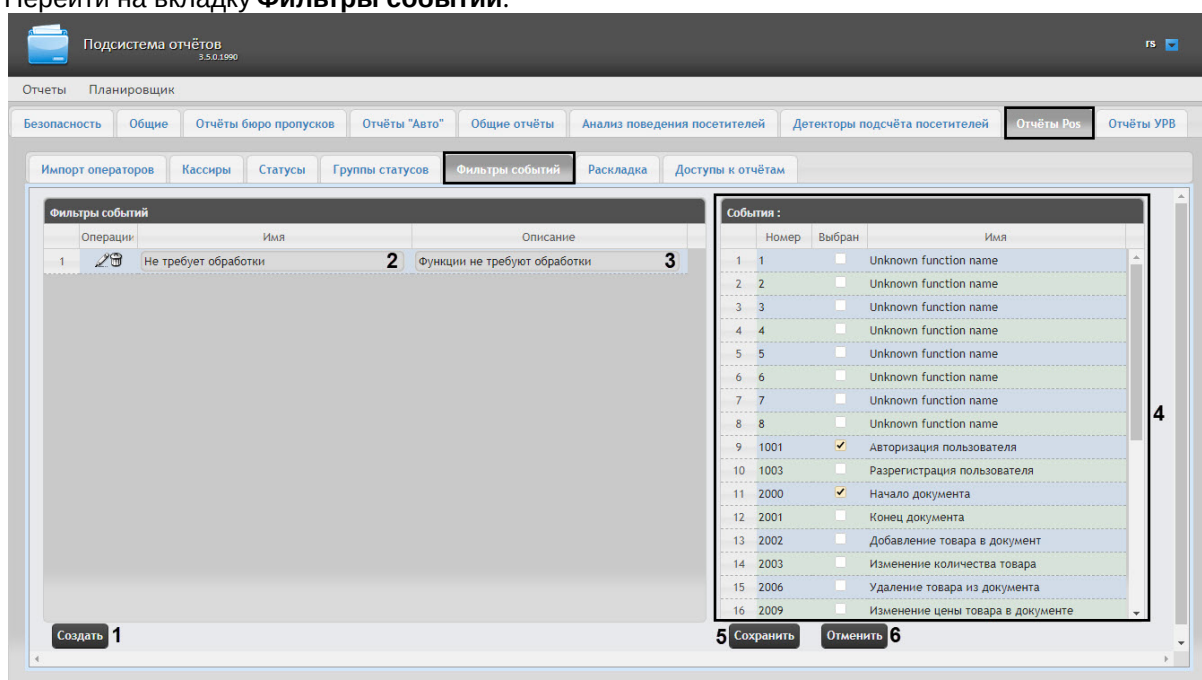 Перейти на вкладку Фильтры событий.
Подсистема отчётов
3.5.0.1990
rs
Отчеты Планировщик
Безопасность Общие Отчёты бюро пропусков Отчёты "Авто" Общие отчёты Анализ поведения посетителей Детекторы подсчёта посетителей Отчёты Pos Отчёты УРВ
Импорт операторов Кассиры Статусы Группы статусов Фильтры событий Раскладка Доступы к отчётам
Фильтры событий
Операции Имя Описание
1 Не требует обработки 2 Функции не требуют обработки 3
События :
Номер Выбран Имя
1 1 Unknown function name
2 2 Unknown function name
3 3 Unknown function name
4 4 Unknown function name
5 5 Unknown function name
6 6 Unknown function name
7 7 Unknown function name
8 8 Unknown function name
4
9 1001 Авторизация пользователя
10 1003 Разрегистрация пользователя
11 2000 Начало документа
12 2001 Конец документа
13 2002 Добавление товара в документ
14 2003 Изменение количества товара
15 2006 Удаление товара из документа
16 2009 Изменение цены товара в документе
Создать 1
5 Сохранить Отменить 6